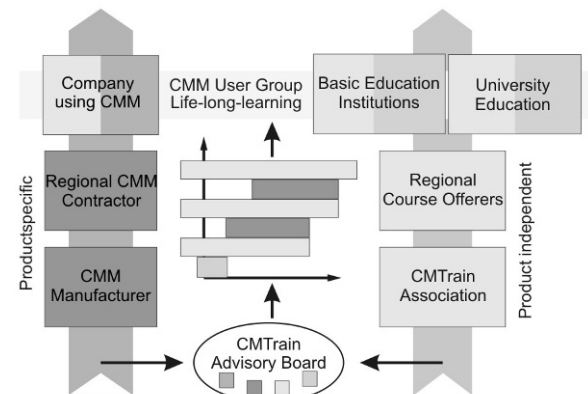 Company
using CMM
CMM User Group
Life-long-learning
Basic Education
Institutions
University
Education
Productspecific
Regional CMM
Contractor
Regional
Course Offerers
Product independent
CMM
Manufacturer
CMTrain
Association
CMTrain
Advisory Board